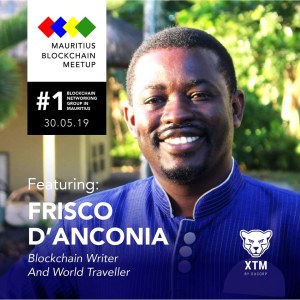 MAURITIUS
BLOCKCHAIN
MEETUP
#1
BLOCKCHAIN
NETWORKING
GROUP IN
MAURITIUS
30.05.19
Featuring:
FRISCO
D'ANCONIA
Blockchain Writer
And World Traveller
XTM